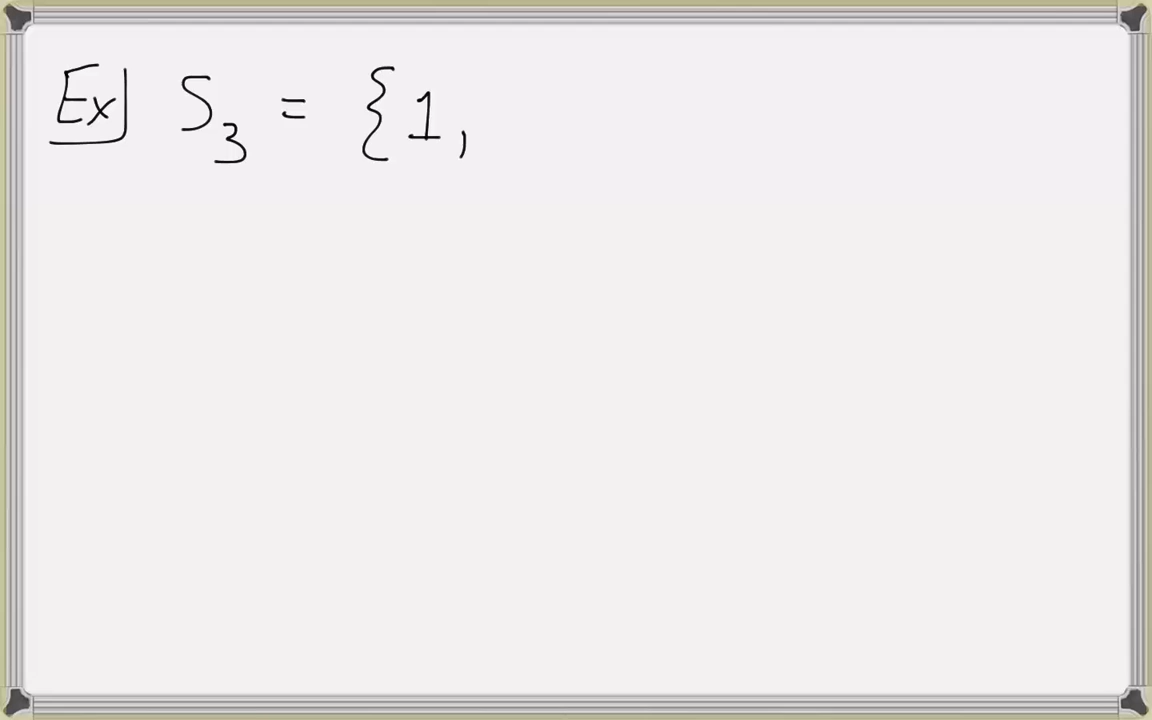 Ex S₃ = {1,